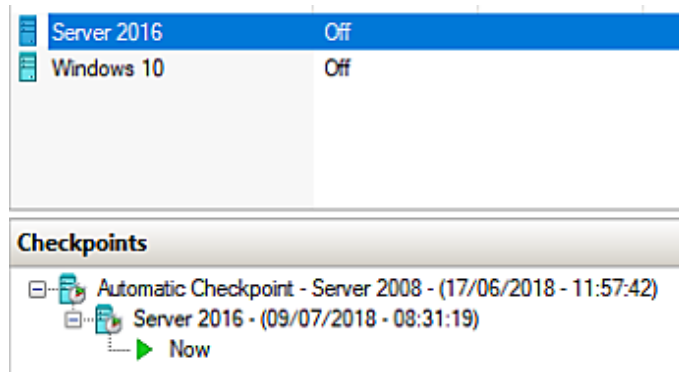 Server 2016 Off
Windows 10 Off
Checkpoints
Automatic Checkpoint - Server 2008 - (17/06/2018 - 11:57:42)
Server 2016 - (09/07/2018 - 08:31:19)
Now